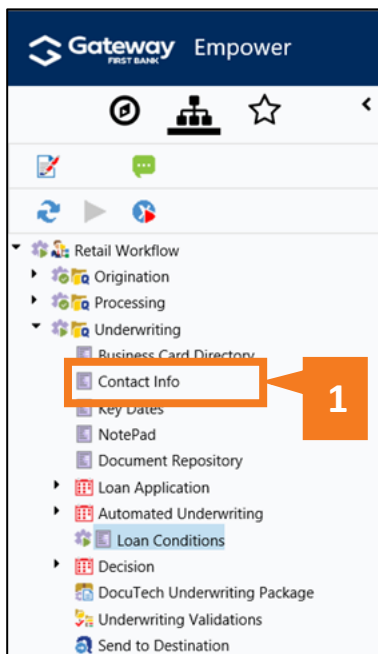 Gateway Empower
FIRST BANK
Retail Workflow
Origination
Processing
Underwriting
Business Card Directory
Contact Info
1
Key Dates
NotePad
Document Repository
Loan Application
Automated Underwriting
Loan Conditions
Decision
DocuTech Underwriting Package
Underwriting Validations
Send to Destination